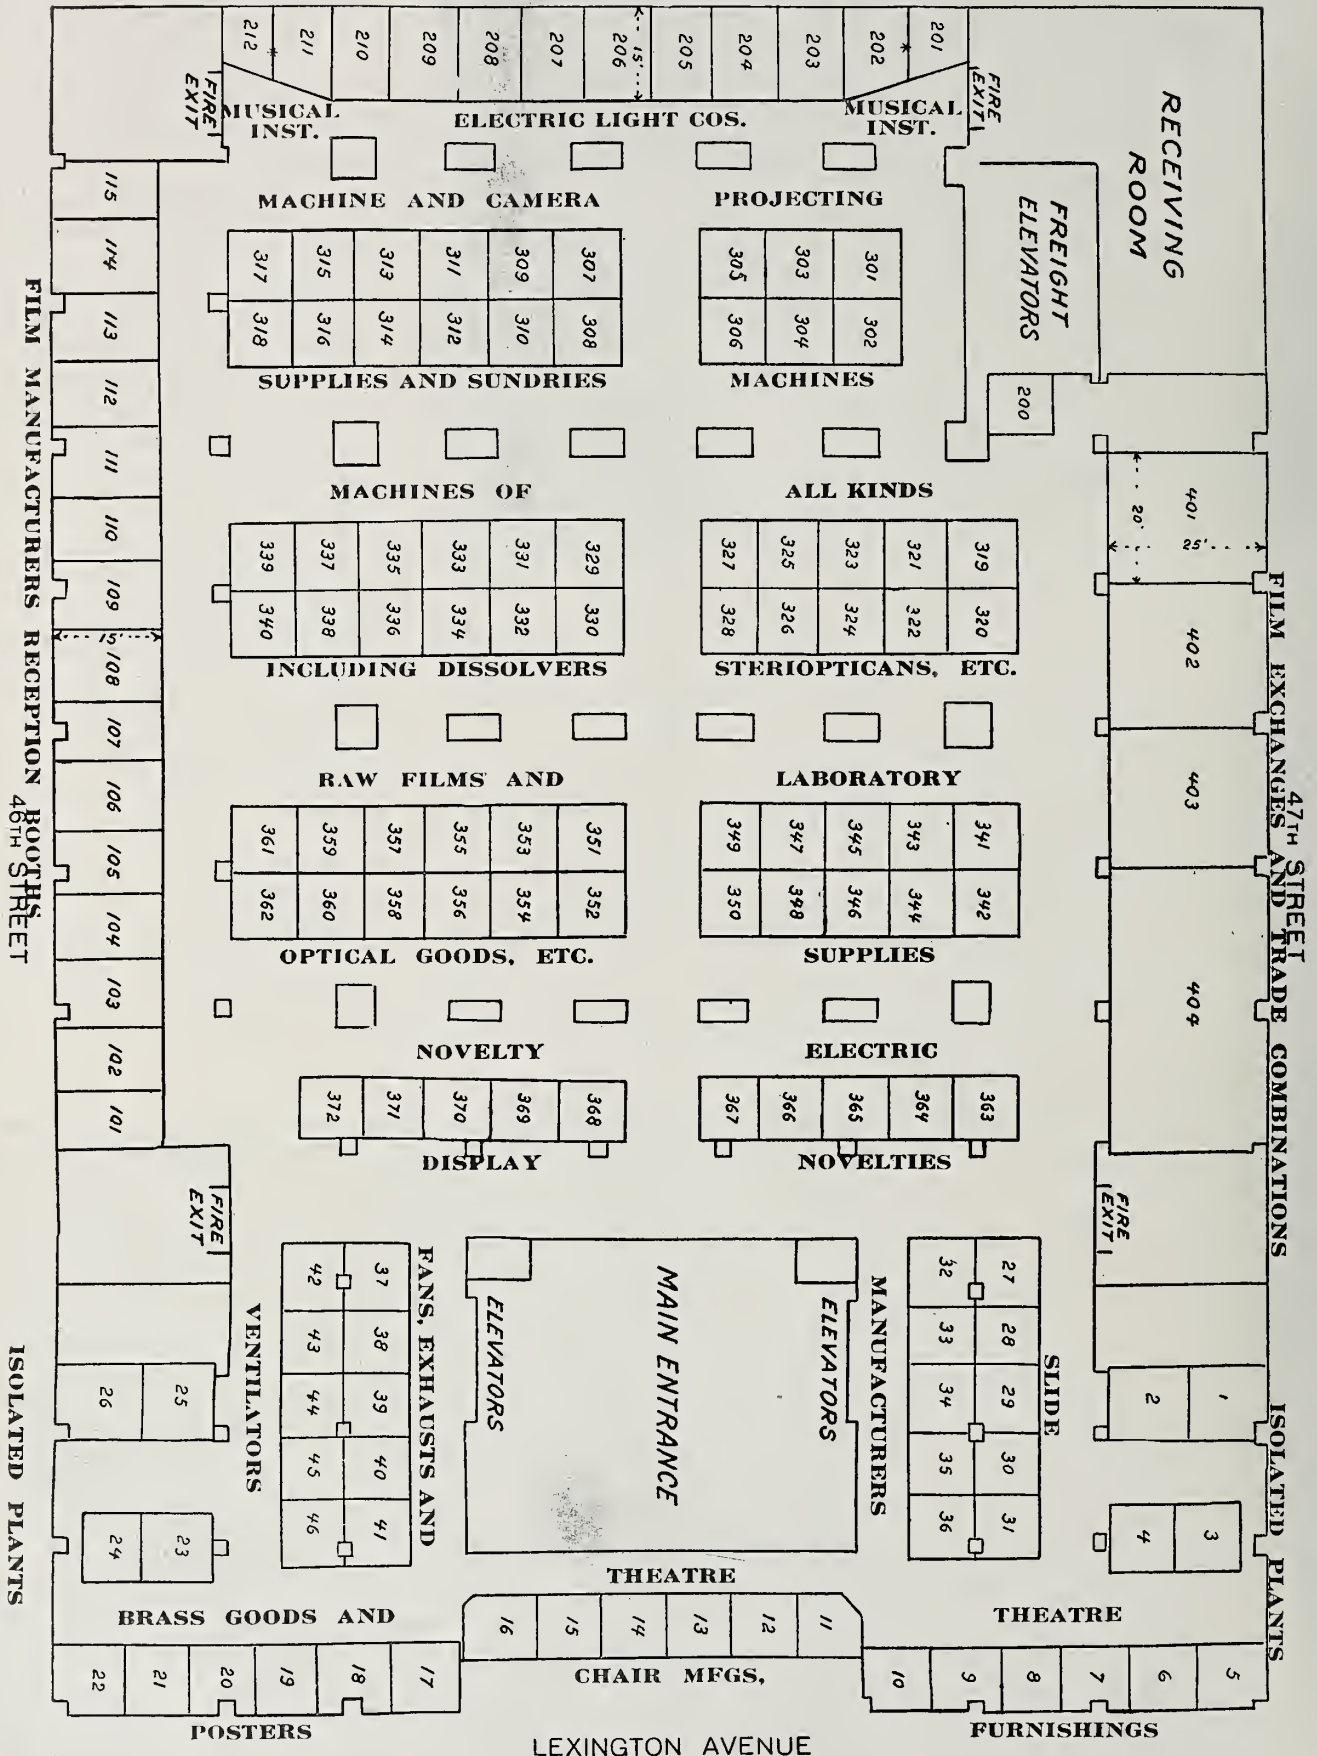 212 211 210 209 208 207 206 15' 205 204 203 202 201
* *
FIRE EXIT
FIRE EXIT
MUSICAL INST.
ELECTRIC LIGHT COS.
MUSICAL INST.
RECEIVING ROOM
FREIGHT ELEVATORS
200
MACHINE AND CAMERA
317 315 313 311 309 307
318 316 314 312 310 308
SUPPLIES AND SUNDRIES
PROJECTING
305 303 301
306 304 302
MACHINES
MACHINES OF
339 337 335 333 331 329
340 338 336 334 332 330
INCLUDING DISSOLVERS
ALL KINDS
327 325 323 321 319
328 326 324 322 320
STERIOPTICANS, ETC.
RAW FILMS AND
361 359 357 355 353 351
362 360 358 356 354 352
OPTICAL GOODS, ETC.
LABORATORY
349 347 345 343 341
350 348 346 344 342
SUPPLIES
NOVELTY
372 371 370 369 368
DISPLAY
ELECTRIC
367 366 365 364 363
NOVELTIES
115
114
113
112
111
110
109
15'
108
107
106
105
104
103
102
101
FILM MANUFACTURERS RECEPTION BOOTHS
46TH STREET
401
20'
25'
402
403
404
FILM EXCHANGES AND TRADE COMBINATIONS
47TH STREET
FIRE EXIT
FIRE EXIT
VENTILATORS
42 37
43 38
44 39
45 40
46 41
FANS, EXHAUSTS AND
ELEVATORS
MAIN ENTRANCE
ELEVATORS
MANUFACTURERS
32 27
33 28
34 29
35 30
36 31
SLIDE
26 25
24 23
ISOLATED PLANTS
2 1
4 3
ISOLATED PLANTS
BRASS GOODS AND
22 21 20 19 18 17
POSTERS
THEATRE
16 15 14 13 12 11
CHAIR MFGS,
THEATRE
10 9 8 7 6 5
FURNISHINGS
LEXINGTON AVENUE